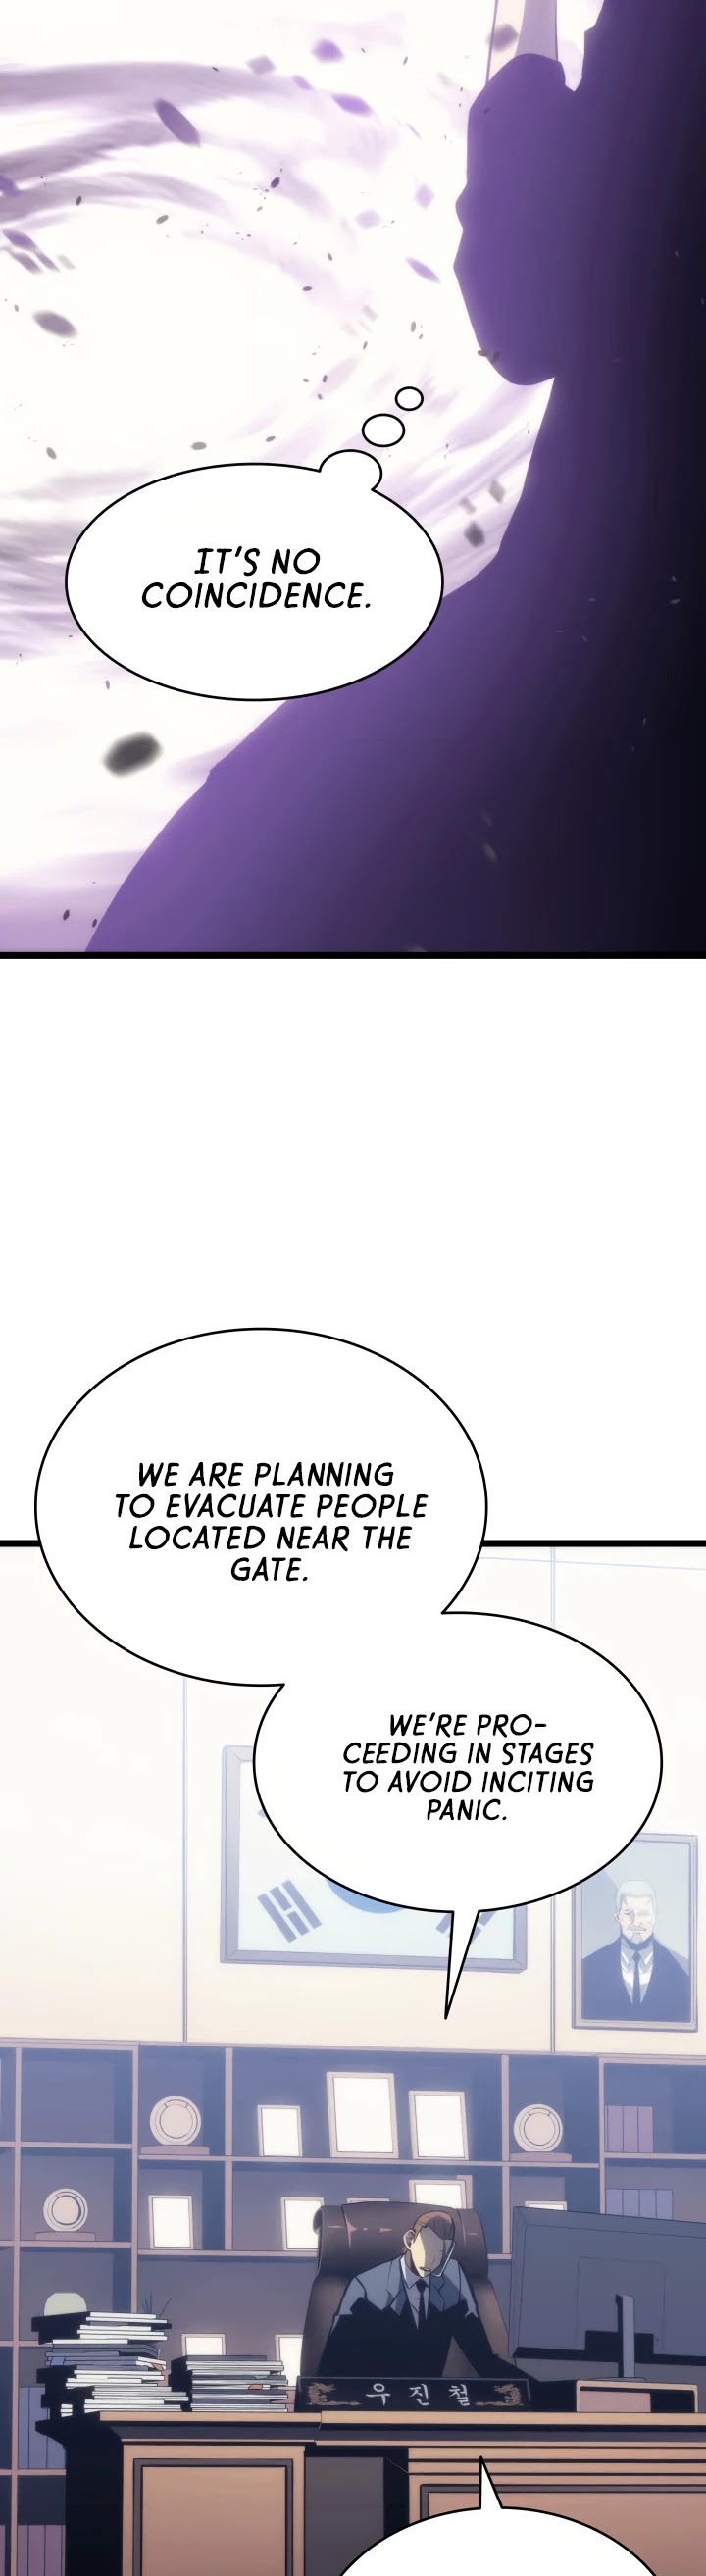 IT'S NO
COINCIDENCE.
WE ARE PLANNING
TO EVACUATE PEOPLE
LOCATED NEAR THE
GATE.
WE'RE PRO-
CEEDING IN STAGES
TO AVOID INCITING
PANIC.
우진철